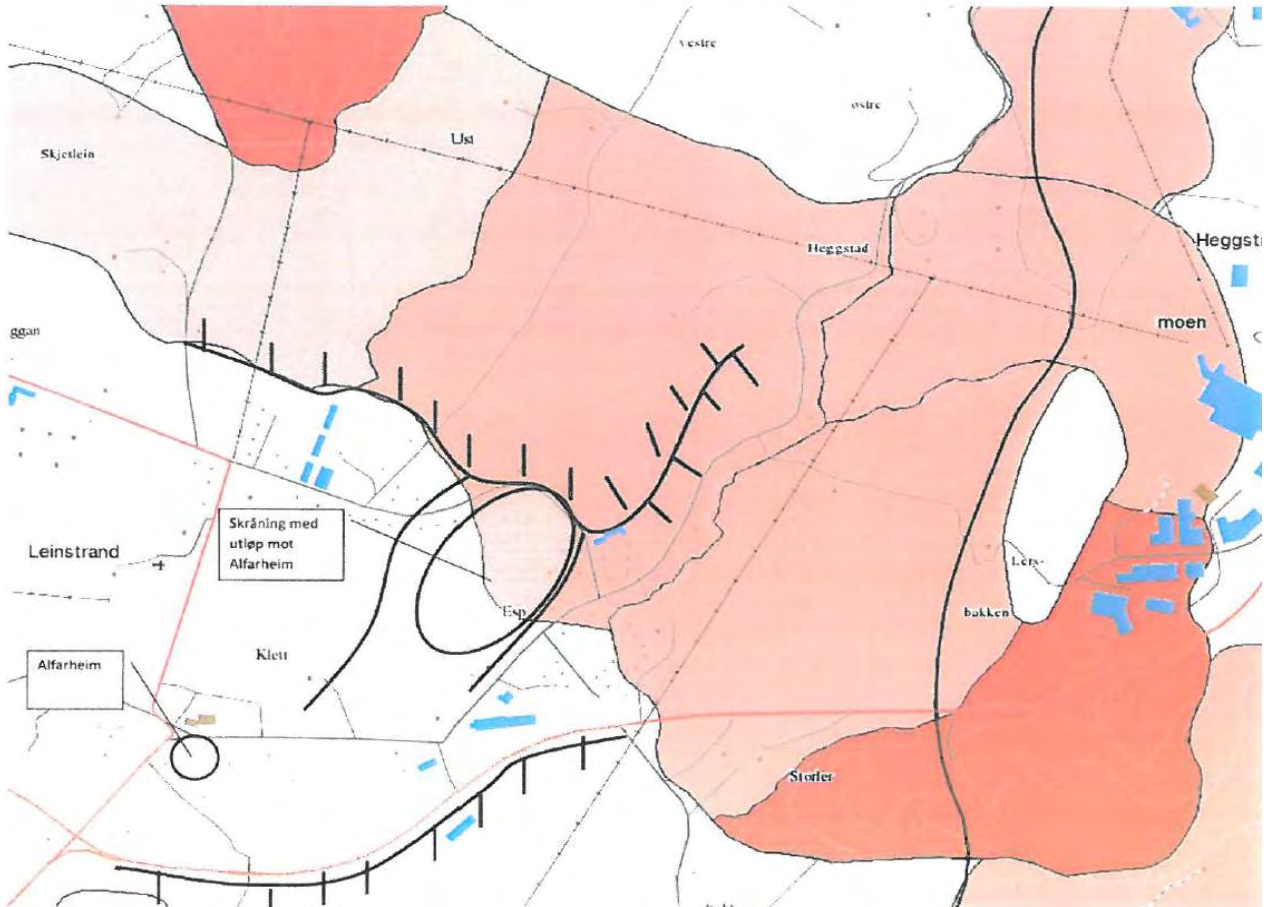 vestre
østre
Ust
Skjetlein
Heggstad
moen
ggan
Skråning med
utløp mot
Alfarheim
Leinstrand
Lers-
Esp
bakken
Klett
Alfarheim
Storler